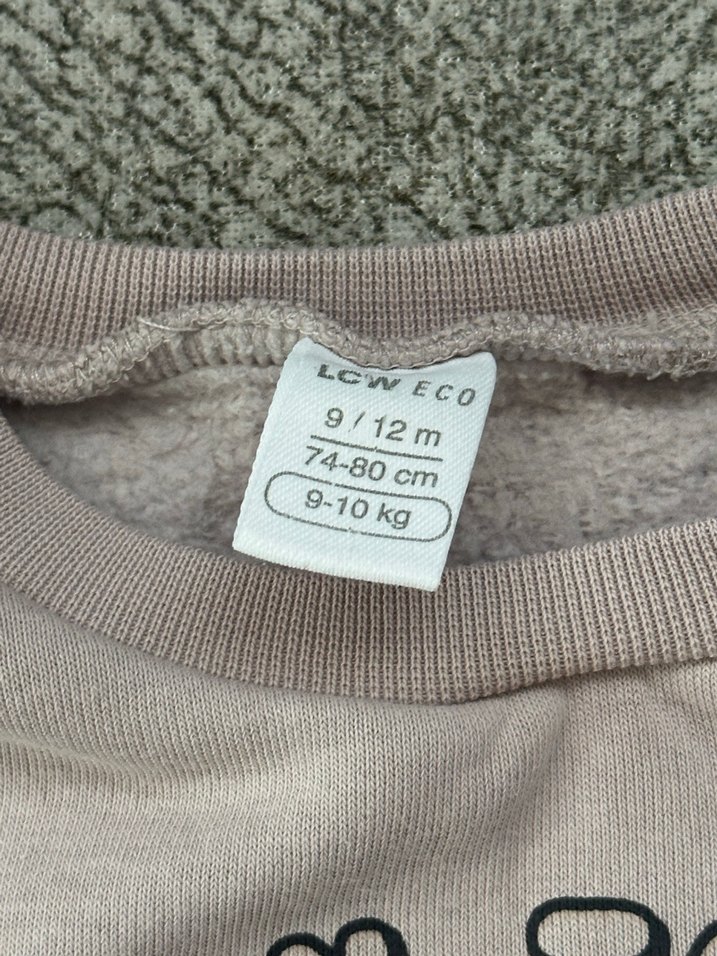 LCW ECO
9 / 12 m
74-80 cm
9-10 kg